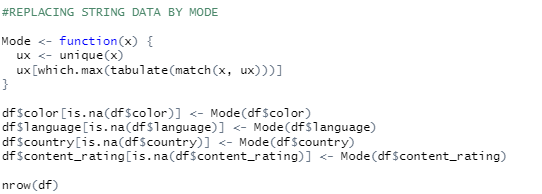 #REPLACING STRING DATA BY MODE
Mode <- function(x) {
  ux <- unique(x)
  ux[which.max(tabulate(match(x, ux)))]
}
df$color[is.na(df$color)] <- Mode(df$color)
df$language[is.na(df$language)] <- Mode(df$language)
df$country[is.na(df$country)] <- Mode(df$country)
df$content_rating[is.na(df$content_rating)] <- Mode(df$content_rating)
nrow(df)